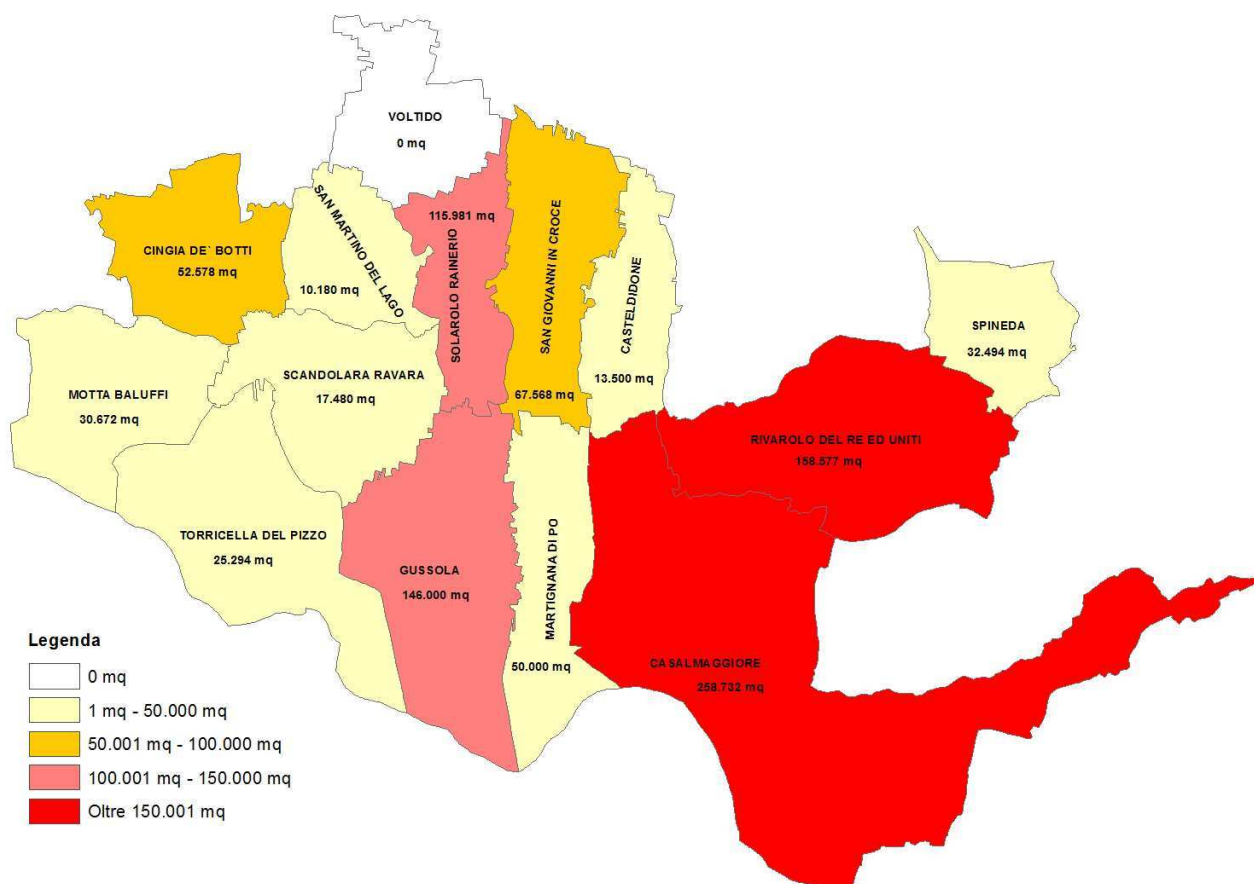 VOLTIDO
0 mq
SAN MARTINO DEL LAGO
10.180 mq
115.981 mq
SOLAROLO RAINERIO
SAN GIOVANNI IN CROCE
67.568 mq
CASTELDIDONE
13.500 mq
CINGIA DE` BOTTI
52.578 mq
SPINEDA
32.494 mq
MOTTA BALUFFI
30.672 mq
SCANDOLARA RAVARA
17.480 mq
RIVAROLO DEL RE ED UNITI
158.577 mq
TORRICELLA DEL PIZZO
25.294 mq
GUSSOLA
146.000 mq
MARTIGNANA DI PO
50.000 mq
CASALMAGGIORE
258.732 mq
Legenda
0 mq
1 mq - 50.000 mq
50.001 mq - 100.000 mq
100.001 mq - 150.000 mq
Oltre 150.001 mq